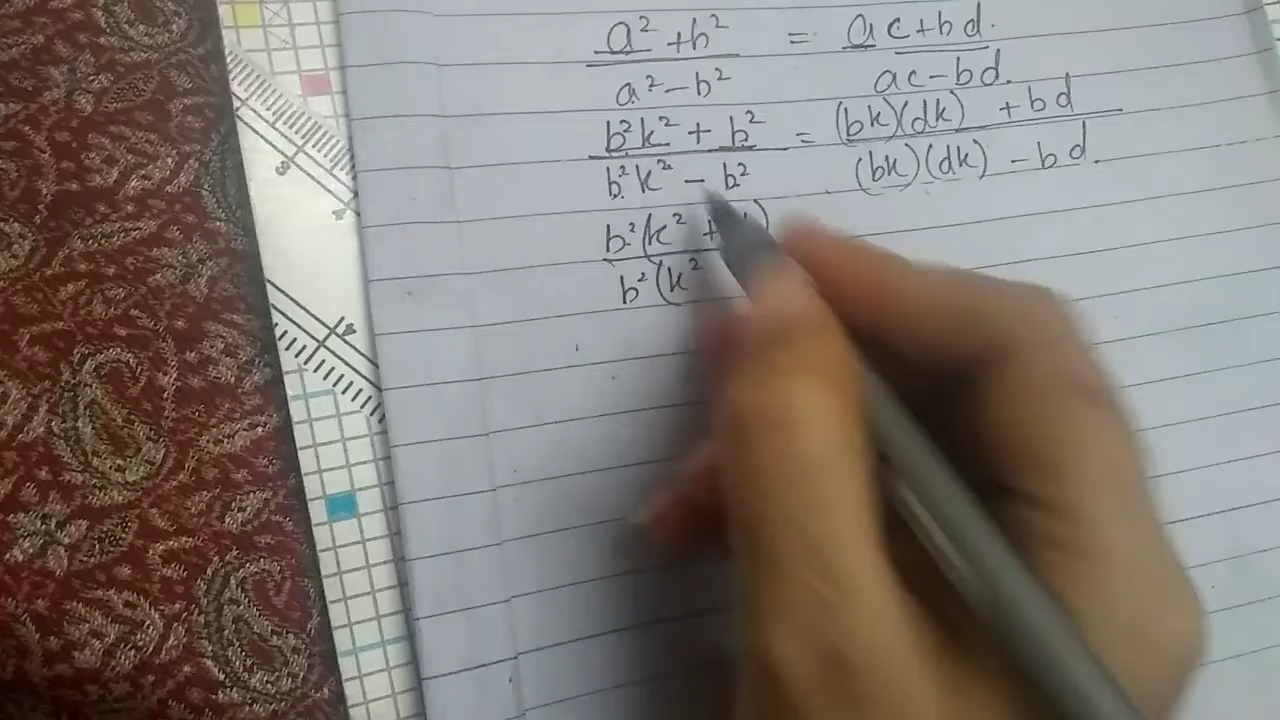 a² + b² = ac + bd.
a² - b² ac - bd.
b²k² + b² = (bk)(dk) + bd
b²k² - b² (bk)(dk) - bd.
b²(k² +
b²(k²